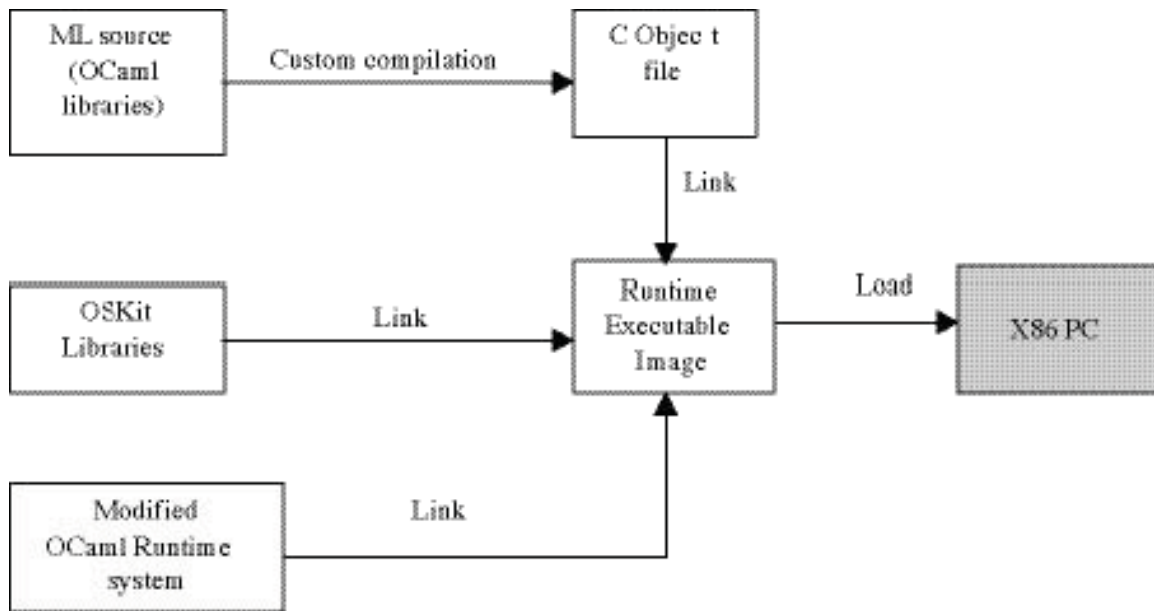 ML source
(OCaml
libraries)
Custom compilation
C Objec t
file
Link
OSKit
Libraries
Link
Runtime
Executable
Image
Load
X86 PC
Modified
OCaml Runtime
system
Link